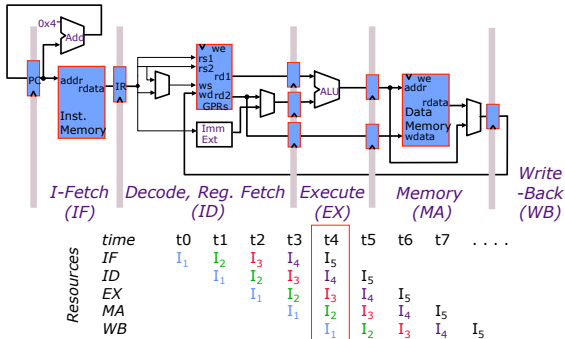 0x4
Add
we
rs1
rs2
PC
addr
rdata
IR
rd1
we
addr
ALU
ws
wd rd2
GPRs
rdata
Inst.
Memory
Data
Memory
Imm
Ext
wdata
I-Fetch (IF)
Decode, Reg. Fetch (ID)
Execute (EX)
Memory (MA)
Write -Back (WB)
Resources
time t0 t1 t2 t3 t4 t5 t6 t7 . . . .
IF I1 I2 I3 I4 I5
ID I1 I2 I3 I4 I5
EX I1 I2 I3 I4 I5
MA I1 I2 I3 I4 I5
WB I1 I2 I3 I4 I5